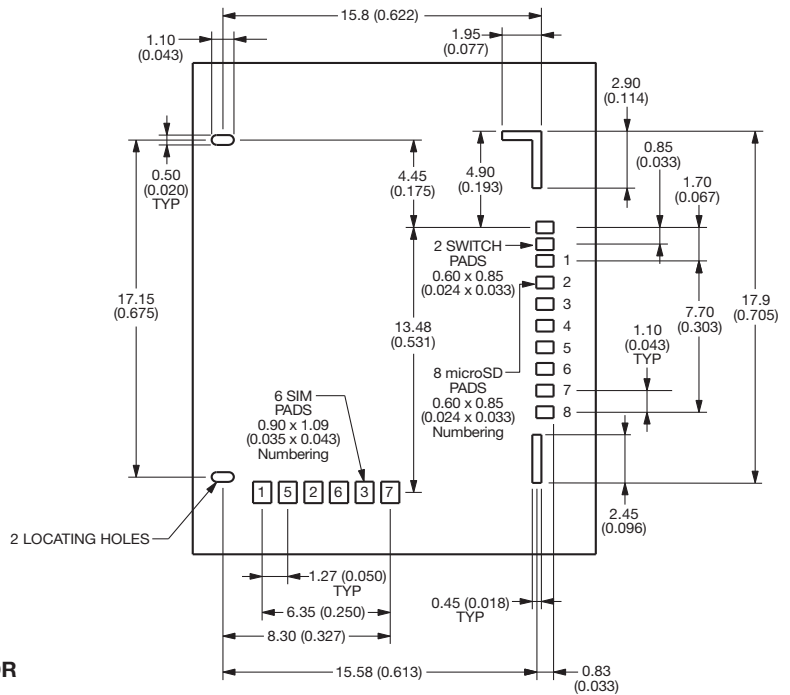 15.8 (0.622)
1.10
(0.043)
1.95
(0.077)
2.90
(0.114)
0.50
(0.020)
TYP
4.45
(0.175)
4.90
(0.193)
0.85
(0.033)
1.70
(0.067)
2 SWITCH
PADS
0.60 x 0.85
(0.024 x 0.033)
1
2
3
4
5
6
7
8
17.15
(0.675)
13.48
(0.531)
7.70
(0.303)
17.9
(0.705)
1.10
(0.043)
TYP
8 microSD
PADS
0.60 x 0.85
(0.024 x 0.033)
Numbering
6 SIM
PADS
0.90 x 1.09
(0.035 x 0.043)
Numbering
1 5 2 6 3 7
2.45
(0.096)
2 LOCATING HOLES
1.27 (0.050)
TYP
0.45 (0.018)
TYP
6.35 (0.250)
8.30 (0.327)
15.58 (0.613)
0.83
(0.033)